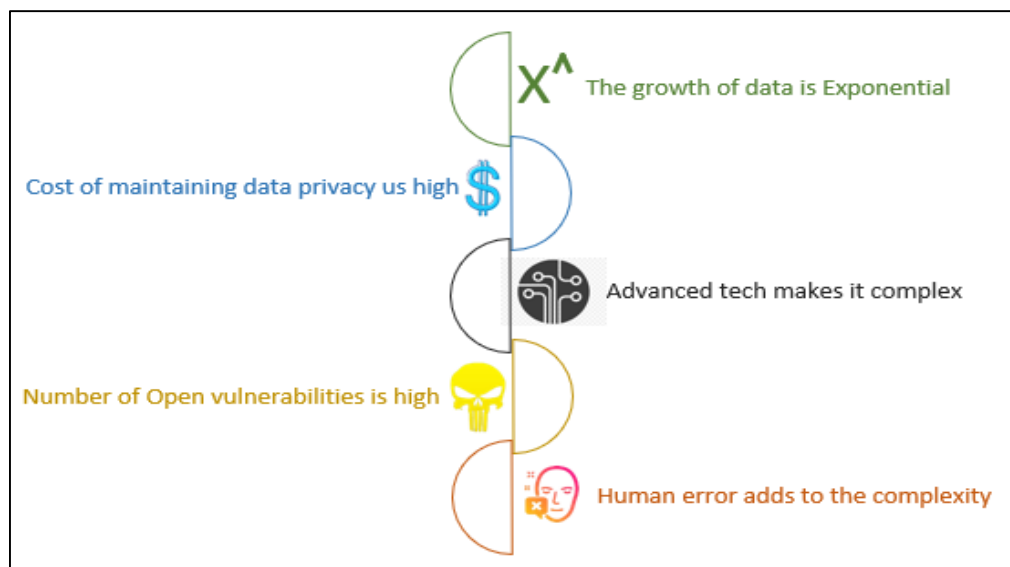 X^ The growth of data is Exponential
Cost of maintaining data privacy us high $
Advanced tech makes it complex
Number of Open vulnerabilities is high
Human error adds to the complexity